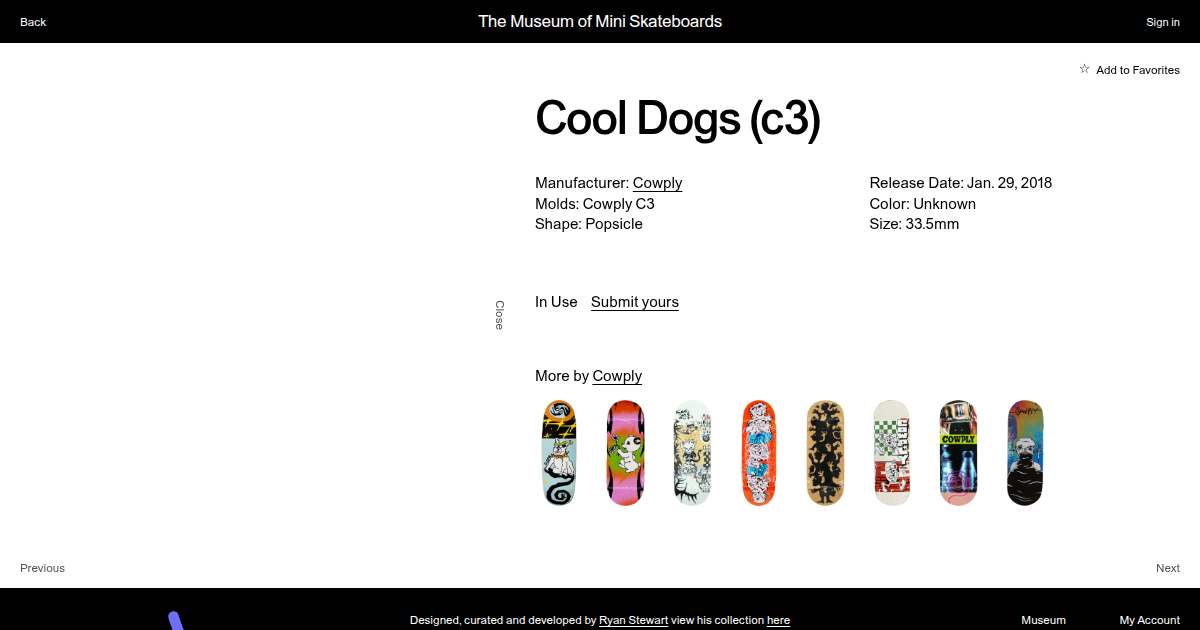 Back
The Museum of Mini Skateboards
Sign in
☆ Add to Favorites
Cool Dogs (c3)
Manufacturer: Cowply
Molds: Cowply C3
Shape: Popsicle
Release Date: Jan. 29, 2018
Color: Unknown
Size: 33.5mm
Close
In Use Submit yours
More by Cowply
COWPLY
Previous
Next
Designed, curated and developed by Ryan Stewart view his collection here
Museum
My Account